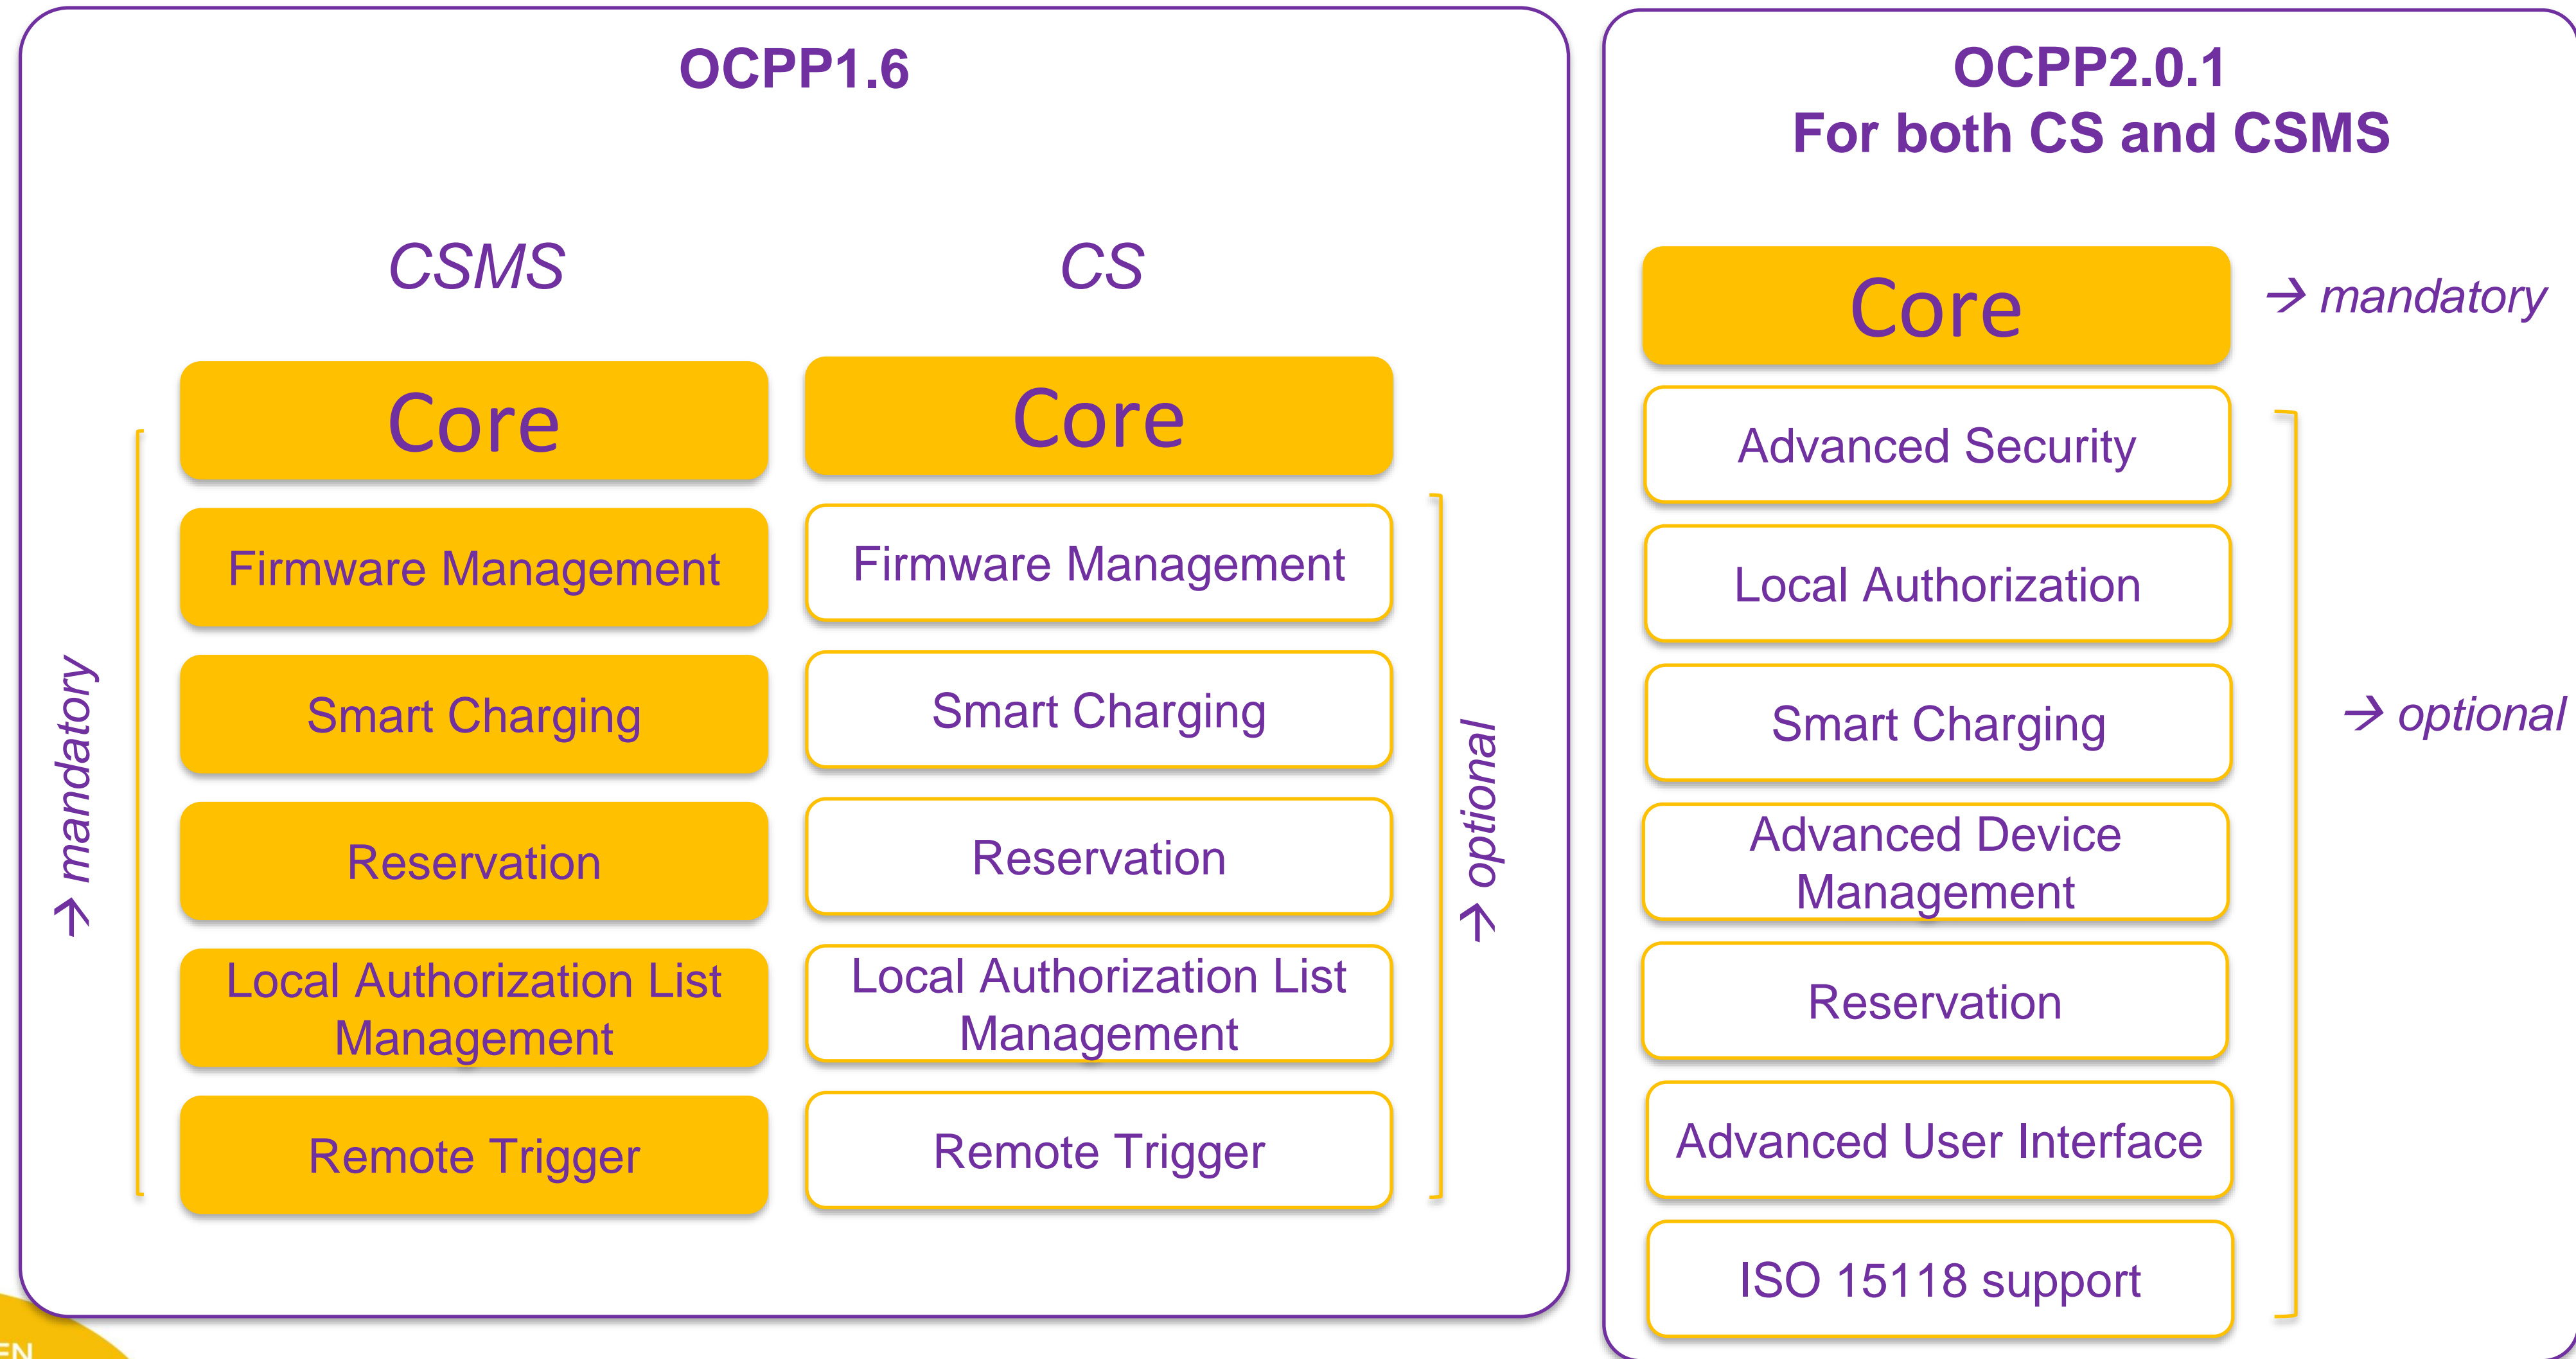 OCPP1.6
CSMS
CS
→ mandatory
Core
Firmware Management
Smart Charging
Reservation
Local Authorization List
Management
Remote Trigger
Core
Firmware Management
Smart Charging
Reservation
Local Authorization List
Management
Remote Trigger
→ optional
OCPP2.0.1
For both CS and CSMS
Core
→ mandatory
Advanced Security
Local Authorization
Smart Charging
Advanced Device
Management
Reservation
Advanced User Interface
ISO 15118 support
→ optional